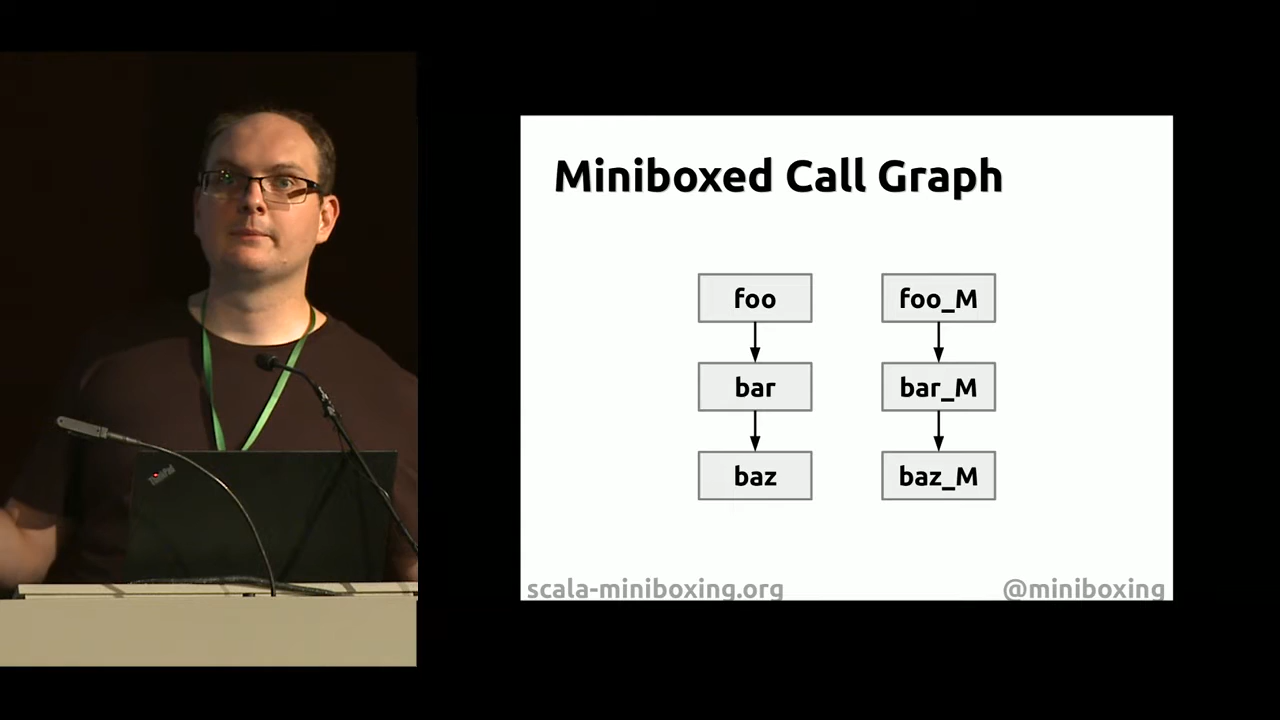 Miniboxed Call Graph
foo
foo_M
bar
bar_M
baz
baz_M
scala-miniboxing.org
@miniboxing